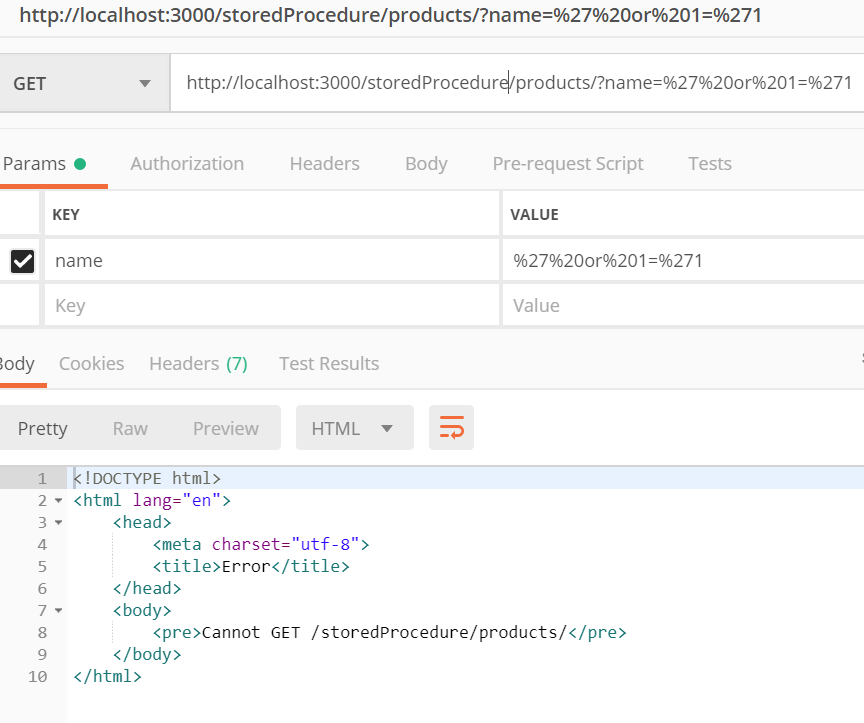 http://localhost:3000/storedProcedure/products/?name=%27%20or%201=%271
GET http://localhost:3000/storedProcedure/products/?name=%27%20or%201=%271
Params Authorization Headers Body Pre-request Script Tests
KEY VALUE
name %27%20or%201=%271
Key Value
Body Cookies Headers (7) Test Results
Pretty Raw Preview HTML
1 <!DOCTYPE html>
2 <html lang="en">
3 <head>
4 <meta charset="utf-8">
5 <title>Error</title>
6 </head>
7 <body>
8 <pre>Cannot GET /storedProcedure/products/</pre>
9 </body>
10 </html>